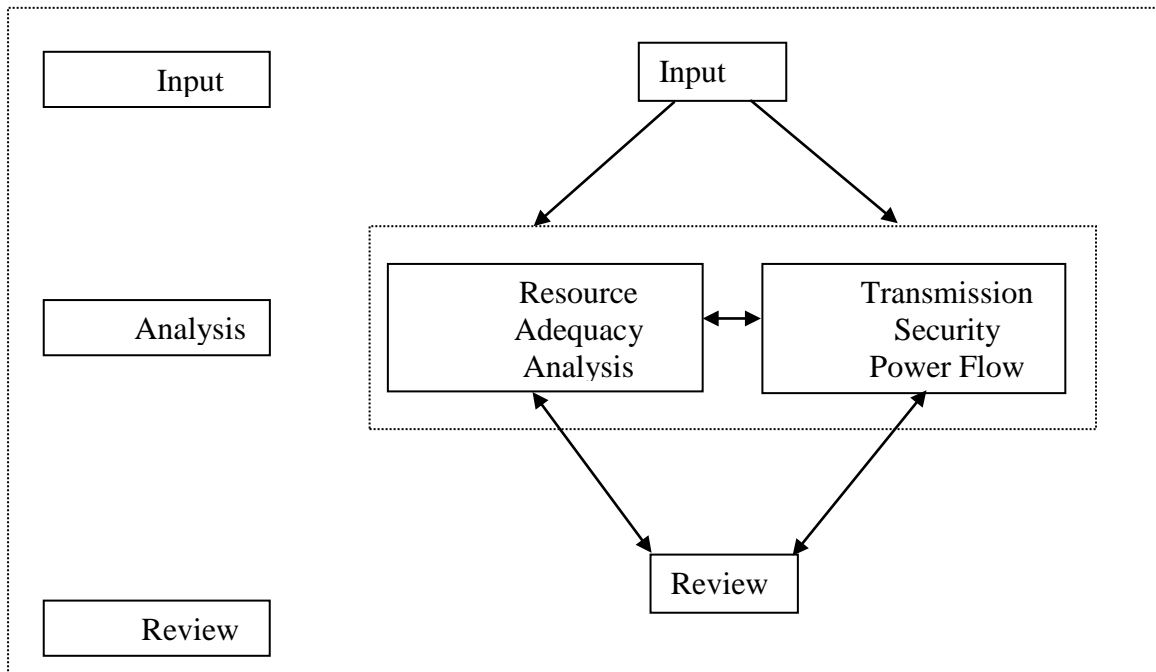 Input
Input
Analysis
Resource
Adequacy
Analysis
Transmission
Security
Power Flow
Review
Review